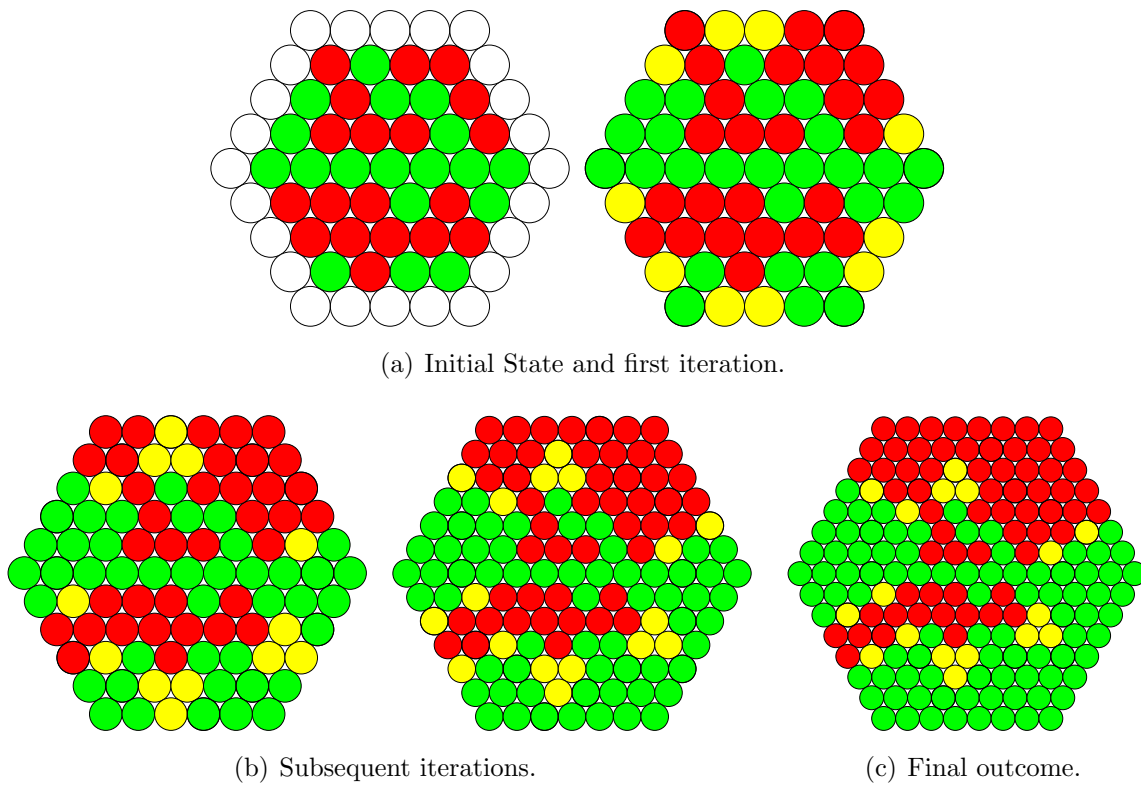 (a) Initial State and first iteration.
(b) Subsequent iterations.
(c) Final outcome.